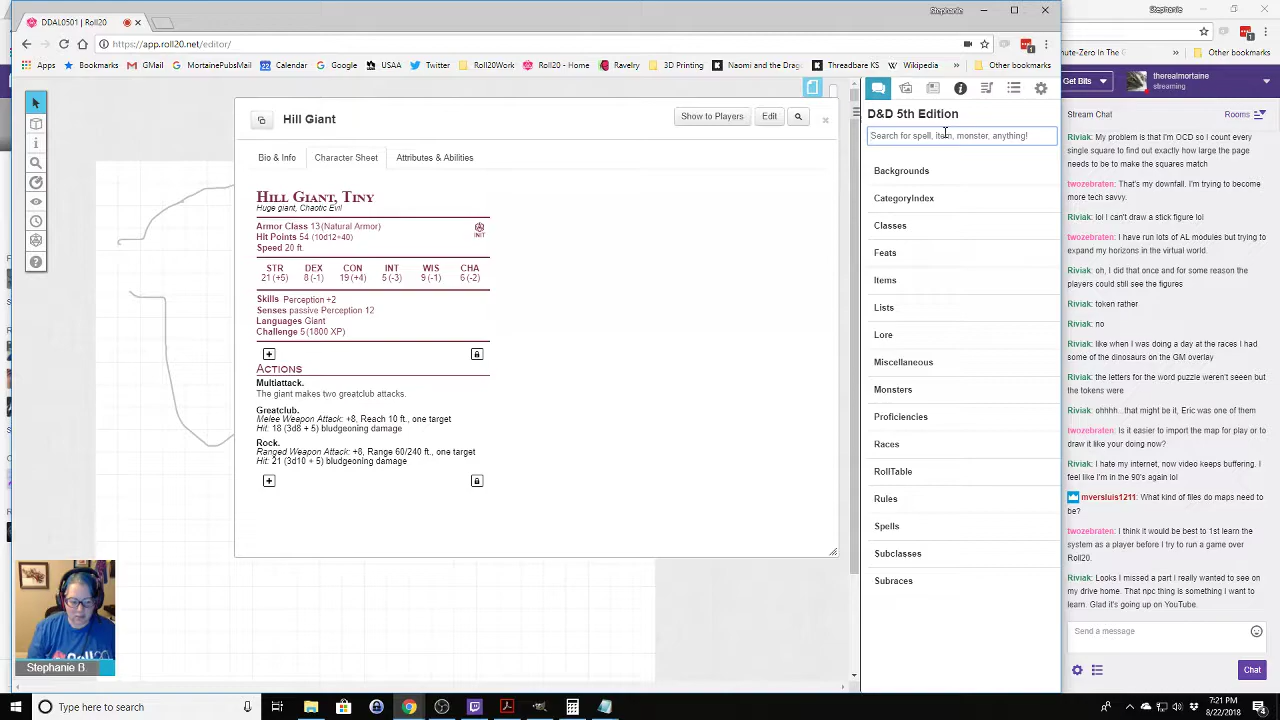 Stephanie
Stephanie
DDAL0501 | Roll20
https://app.roll20.net/editor/
Apps
Bookmarks
GMail
MortainePubsMail
Calendar
Google
USAA
Twitter
Roll20Work
Roll20 - Home
Ravelry
3D Printing
Naomi and the Drag
Threadbare KS
Wikipedia
»
Other bookmarks
nute-Zero In The G
»
Other bookmarks
Hill Giant
Show to Players
Edit
Bio & Info
Character Sheet
Attributes & Abilities
Hill Giant, Tiny
Huge giant, Chaotic Evil
Armor Class 13 (Natural Armor)
Hit Points 54 (10d12+40)
Speed 20 ft.
INIT
STR DEX CON INT WIS CHA
21 (+5) 8 (-1) 19 (+4) 5 (-3) 9 (-1) 6 (-2)
Skills Perception +2
Senses passive Perception 12
Languages Giant
Challenge 5 (1800 XP)
Actions
Multiattack.
The giant makes two greatclub attacks.
Greatclub.
Melee Weapon Attack: +8, Reach 10 ft., one target
Hit: 18 (3d8 + 5) bludgeoning damage
Rock.
Ranged Weapon Attack: +8, Range 60/240 ft., one target
Hit: 21 (3d10 + 5) bludgeoning damage
D&D 5th Edition
Search for spell, item, monster, anything!
Backgrounds
CategoryIndex
Classes
Feats
Items
Lists
Lore
Miscellaneous
Monsters
Proficiencies
Races
RollTable
Rules
Spells
Subclasses
Subraces
Get Bits
therealmortaine
streaming
Stream Chat
Rooms
Riviak: My problem is that I'm OCD so I count every
single square to find out exactly how large the page
needs to be to make the squares match
twozebraten: That's my downfall. I'm trying to become
more tech savvy.
Riviak: lol I can't draw a stick figure lol
twozebraten: I have run lots of AL modules but trying to
expand my horizons in the virtual world.
Riviak: oh, I did that once and for some reason the
players could still see the figures
Riviak: token rather
Riviak: no
Riviak: like when I was doing a day at the races I had
some of the dinosaurs on the GM overlay
Riviak: the letters for the word puzzle weren't seeen but
the tokens were
Riviak: ohhhh...that might be it, Eric was one of them
twozebraten: Is it easier to import the map for play or to
draw it like your doing now?
Riviak: I hate my internet, now video keeps buffering. I
feel like I'm in the 90's again lol
mversluis1211: What kind of files do maps need to
be?
twozebraten: I think it would be best to 1st learn the
system as a player before I try to run a game over
Roll20.
Riviak: Looks I missed a part I really wanted to see on
my drive home. That npc thing is something I want to
learn. Glad it's going up on YouTube.
Send a message
Chat
Stephanie B.
Type here to search
7:21 PM
8/22/2018